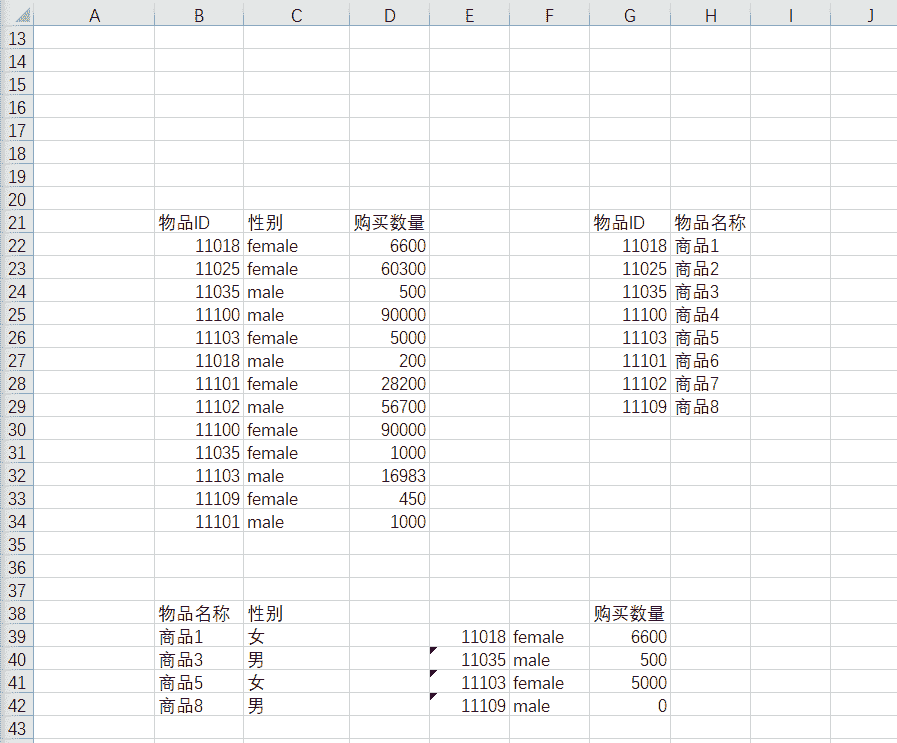 A B C D E F G H I J
13
14
15
16
17
18
19
20
21 物品ID 性别 购买数量 物品ID 物品名称
22 11018 female 6600 11018 商品1
23 11025 female 60300 11025 商品2
24 11035 male 500 11035 商品3
25 11100 male 90000 11100 商品4
26 11103 female 5000 11103 商品5
27 11018 male 200 11101 商品6
28 11101 female 28200 11102 商品7
29 11102 male 56700 11109 商品8
30 11100 female 90000
31 11035 female 1000
32 11103 male 16983
33 11109 female 450
34 11101 male 1000
35
36
37
38 物品名称 性别 购买数量
39 商品1 女 11018 female 6600
40 商品3 男 11035 male 500
41 商品5 女 11103 female 5000
42 商品8 男 11109 male 0
43